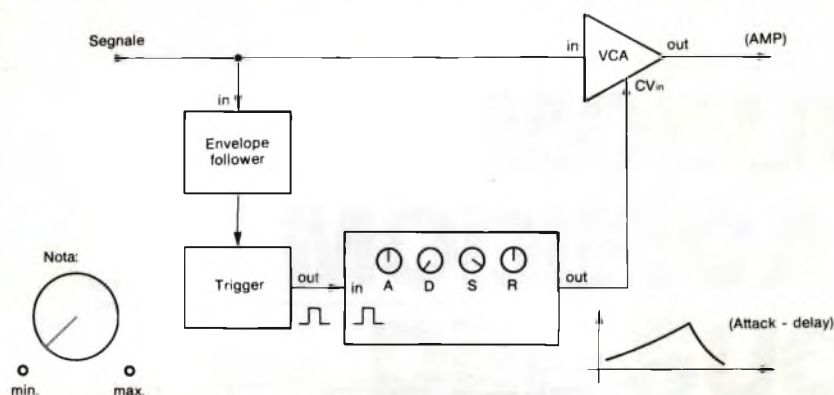 Segnale
in
VCA
out
(AMP)
CVin
in
Envelope
follower
Nota:
Trigger
out
in
A D S R
out
(Attack - delay)
min.
max.